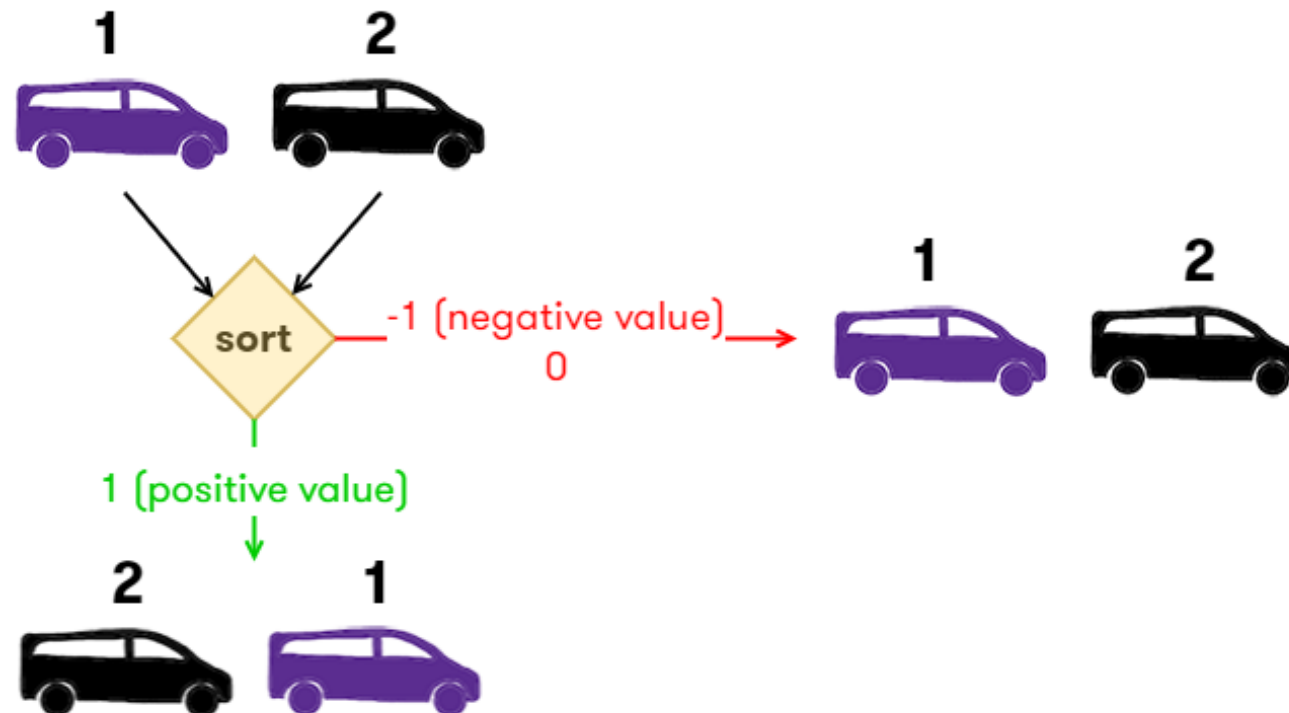 1 2
1 2
sort
-1 (negative value)
0
1 (positive value)
2 1